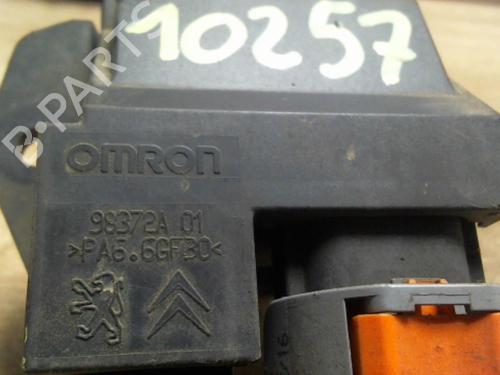 10257
B-PARTS
OMRON
98372A 01
>PA6.6GF30<